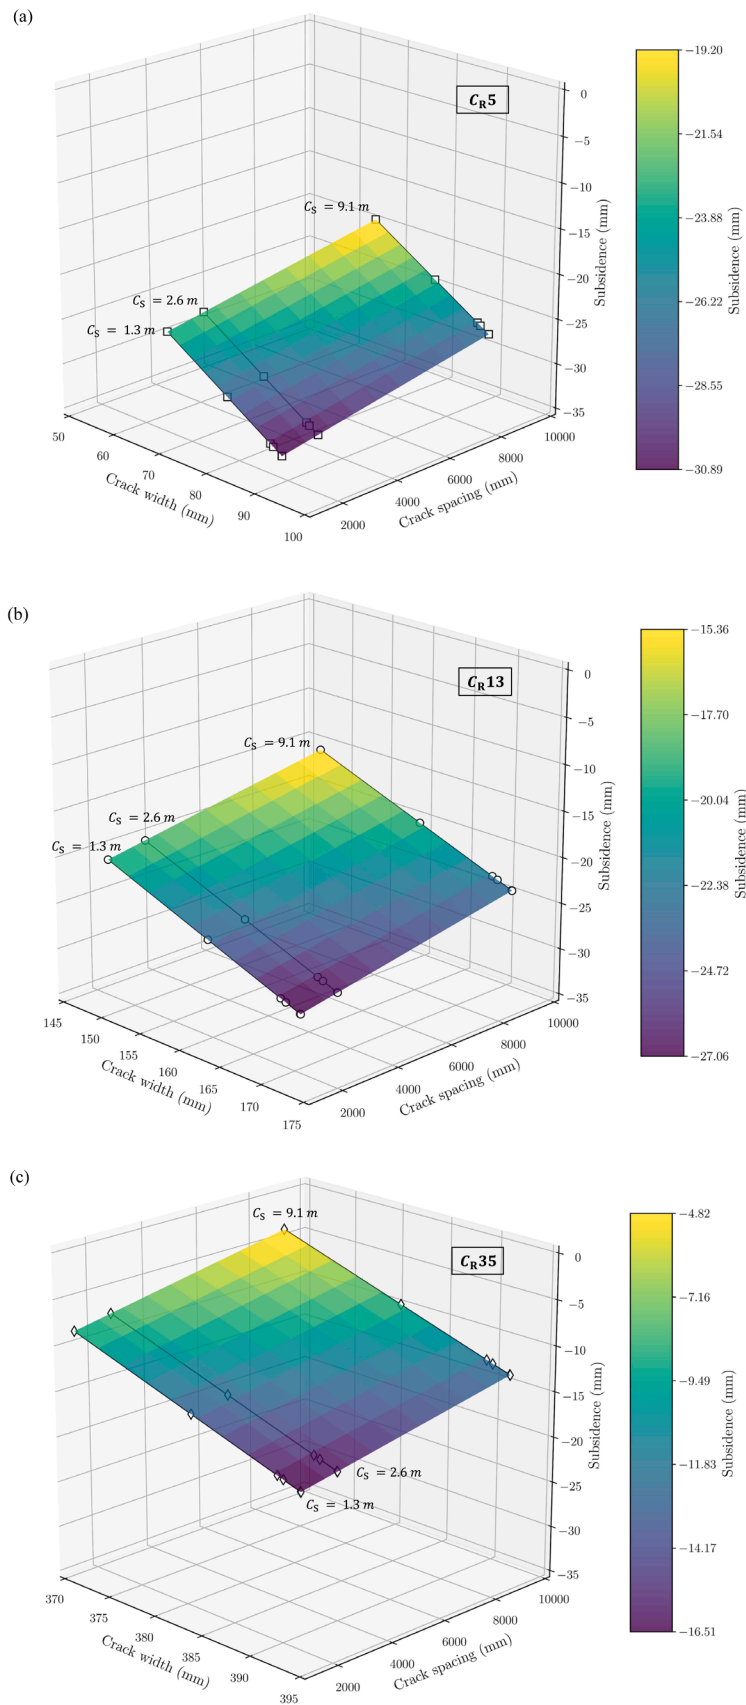 (a)
C_R5
C_S = 9.1 m
C_S = 2.6 m
C_S = 1.3 m
0
−5
−10
−15
−20
−25
−30
−35
Subsidence (mm)
50
60
70
80
90
100
Crack width (mm)
2000
4000
6000
8000
10000
Crack spacing (mm)
−19.20
−21.54
−23.88
−26.22
−28.55
−30.89
Subsidence (mm)
(b)
C_R13
C_S = 9.1 m
C_S = 2.6 m
C_S = 1.3 m
0
−5
−10
−15
−20
−25
−30
−35
Subsidence (mm)
145
150
155
160
165
170
175
Crack width (mm)
2000
4000
6000
8000
10000
Crack spacing (mm)
−15.36
−17.70
−20.04
−22.38
−24.72
−27.06
Subsidence (mm)
(c)
C_S = 9.1 m
C_R35
C_S = 2.6 m
C_S = 1.3 m
0
−5
−10
−15
−20
−25
−30
−35
Subsidence (mm)
370
375
380
385
390
395
Crack width (mm)
2000
4000
6000
8000
10000
Crack spacing (mm)
−4.82
−7.16
−9.49
−11.83
−14.17
−16.51
Subsidence (mm)